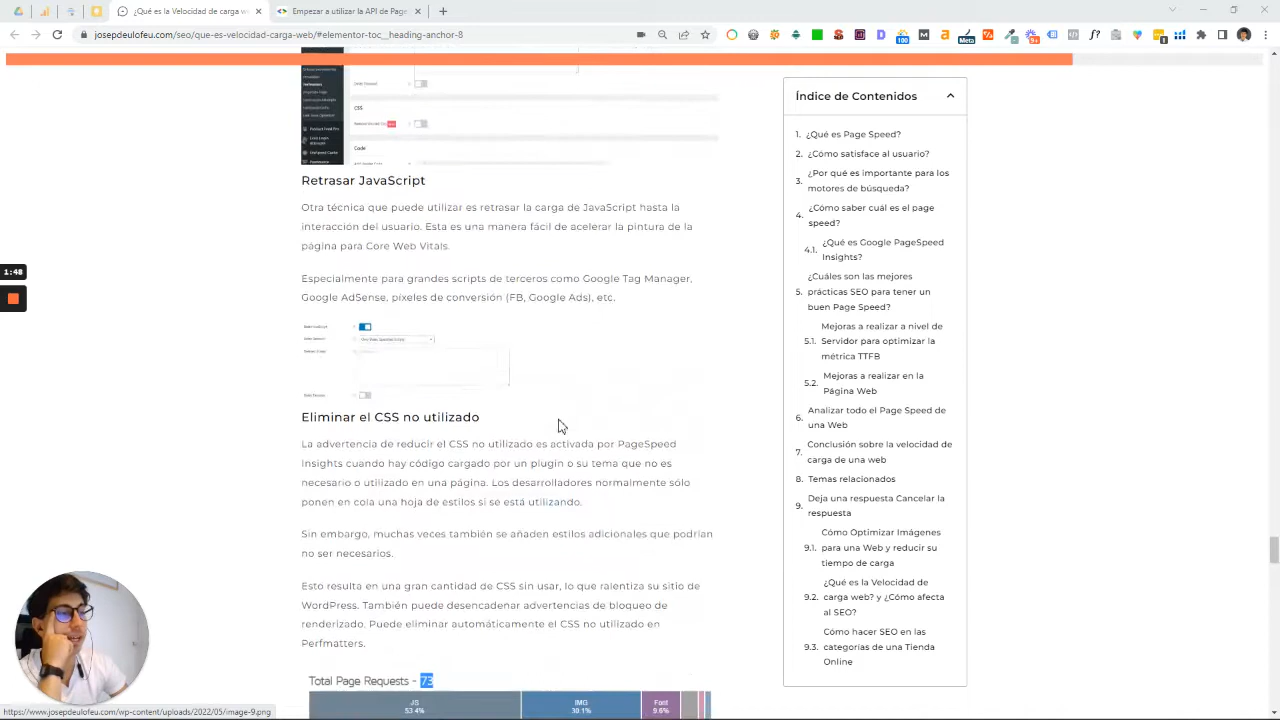 ¿Qué es la Velocidad de carga w
Empezar a utilizar la API de Page
josepdeulofeu.com/seo/que-es-velocidad-carga-web/#elementor-toc__heading-anchor-8
100
Meta
CSS
Code
Retrasar JavaScript
Otra técnica que puede utilizar es retrasar la carga de JavaScript hasta la
interacción del usuario. Esta es una manera fácil de acelerar la pintura de la
página para Core Web Vitals.
Especialmente para grandes scripts de terceros como Google Tag Manager,
Google AdSense, píxeles de conversión (FB, Google Ads), etc.
Eliminar el CSS no utilizado
La advertencia de reducir el CSS no utilizado es activada por PageSpeed
Insights cuando hay código cargado por un plugin o su tema que no es
necesario o utilizado en una página. Los desarrolladores normalmente sólo
ponen en cola una hoja de estilos si se está utilizando.
Sin embargo, muchas veces también se añaden estilos adicionales que podrían
no ser necesarios.
Esto resulta en una gran cantidad de CSS sin usar, lo que ralentiza su sitio de
WordPress. También puede desencadenar advertencias de bloqueo de
renderizado. Puede eliminar automáticamente el CSS no utilizado en
Perfmatters.
Total Page Requests - 73
JS
53.4%
IMG
30.1%
Font
9.6%
Índice de Contenidos
1. ¿Qué es Page Speed?
2. ¿Cómo satisface al usuario?
3. ¿Por qué es importante para los
motores de búsqueda?
4. ¿Cómo saber cuál es el page
speed?
4.1. ¿Qué es Google PageSpeed
Insights?
5. ¿Cuáles son las mejores
prácticas SEO para tener un
buen Page Speed?
5.1. Mejoras a realizar a nivel de
Servidor para optimizar la
métrica TTFB
5.2. Mejoras a realizar en la
Página Web
6. Analizar todo el Page Speed de
una Web
7. Conclusión sobre la velocidad de
carga de una web
8. Temas relacionados
9. Deja una respuesta Cancelar la
respuesta
9.1. Cómo Optimizar Imágenes
para una Web y reducir su
tiempo de carga
9.2. ¿Qué es la Velocidad de
carga web? y ¿Cómo afecta
al SEO?
9.3. Cómo hacer SEO en las
categorías de una Tienda
Online
1:48
https://www.josepdeulofeu.com/wp-content/uploads/2022/05/image-9.png